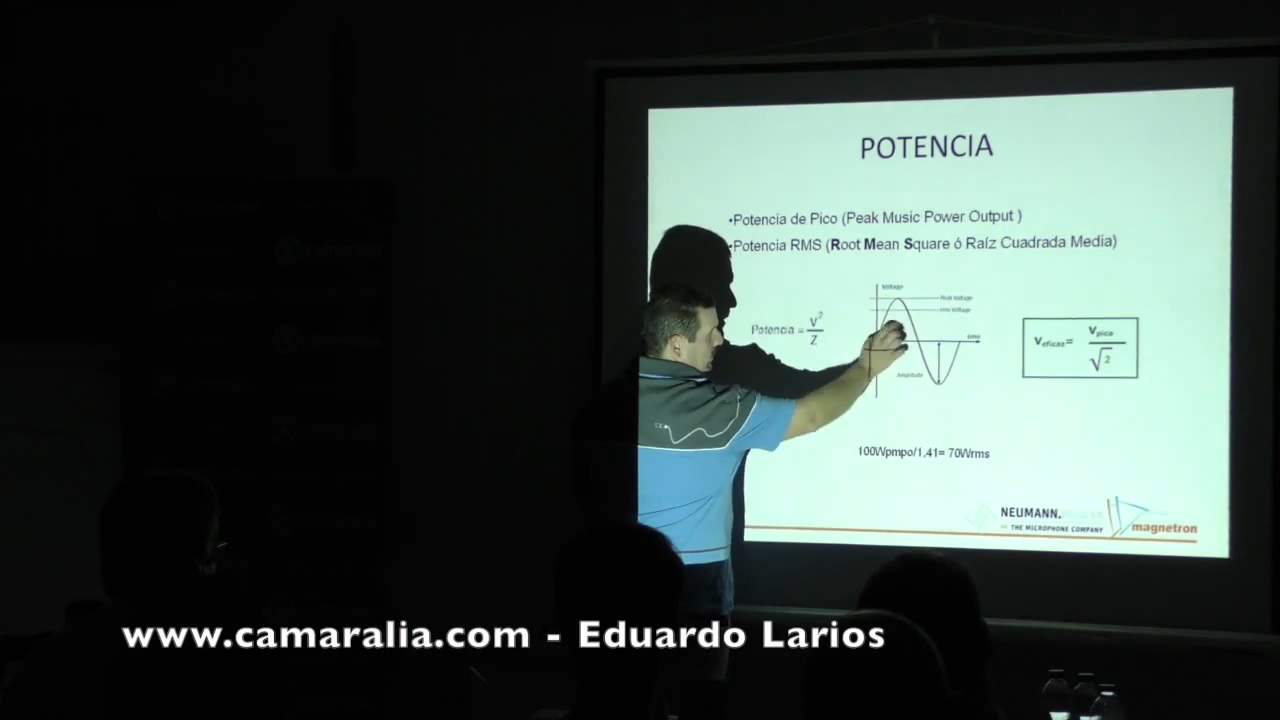 POTENCIA
•Potencia de Pico (Peak Music Power Output )
•Potencia RMS (Root Mean Square ó Raíz Cuadrada Media)
Voltage
Peak Voltage
rms Voltage
Potencia = V²/Z
time
Veficaz= Vpico/√2
Amplitude
100Wpmpo/1,41= 70Wrms
NEUMANN.
THE MICROPHONE COMPANY
magnetron
www.camaralia.com - Eduardo Larios